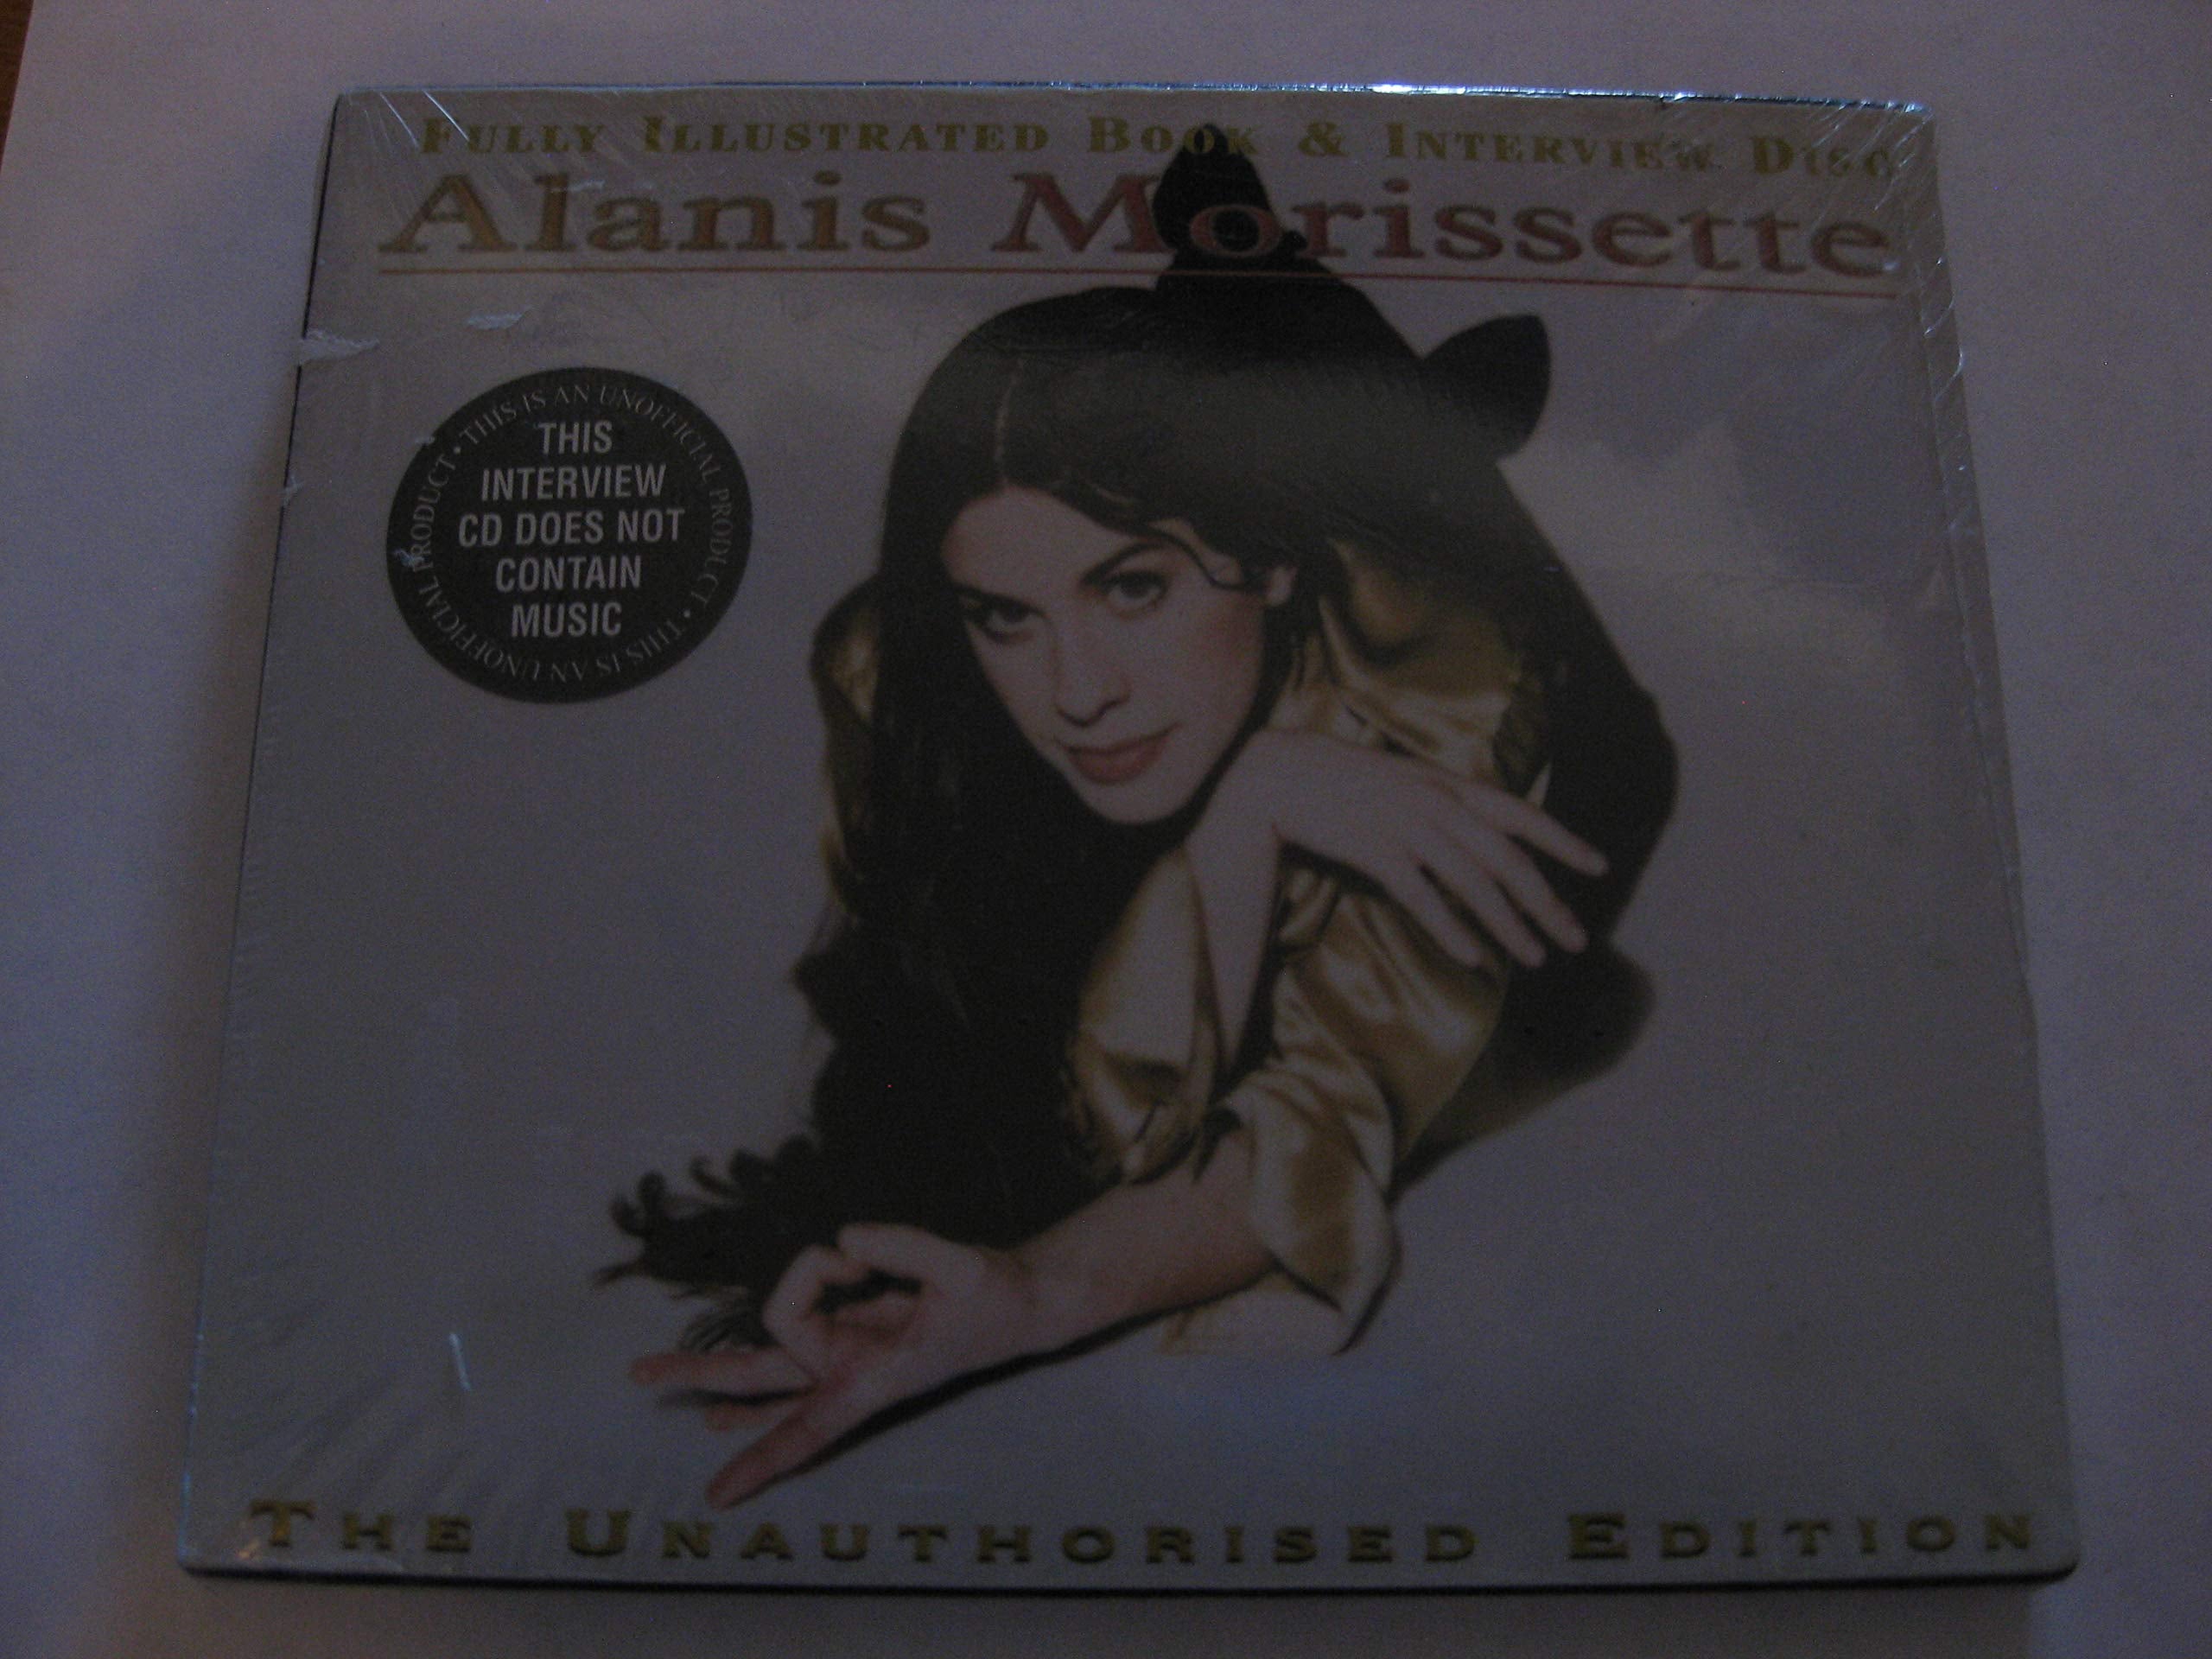 FULLY ILLUSTRATED BOOK & INTERVIEW DISC
Alanis Morissette
THIS IS AN UNOFFICIAL PRODUCT • THIS IS AN UNOFFICIAL PRODUCT •
THIS
INTERVIEW
CD DOES NOT
CONTAIN
MUSIC
THE UNAUTHORISED EDITION